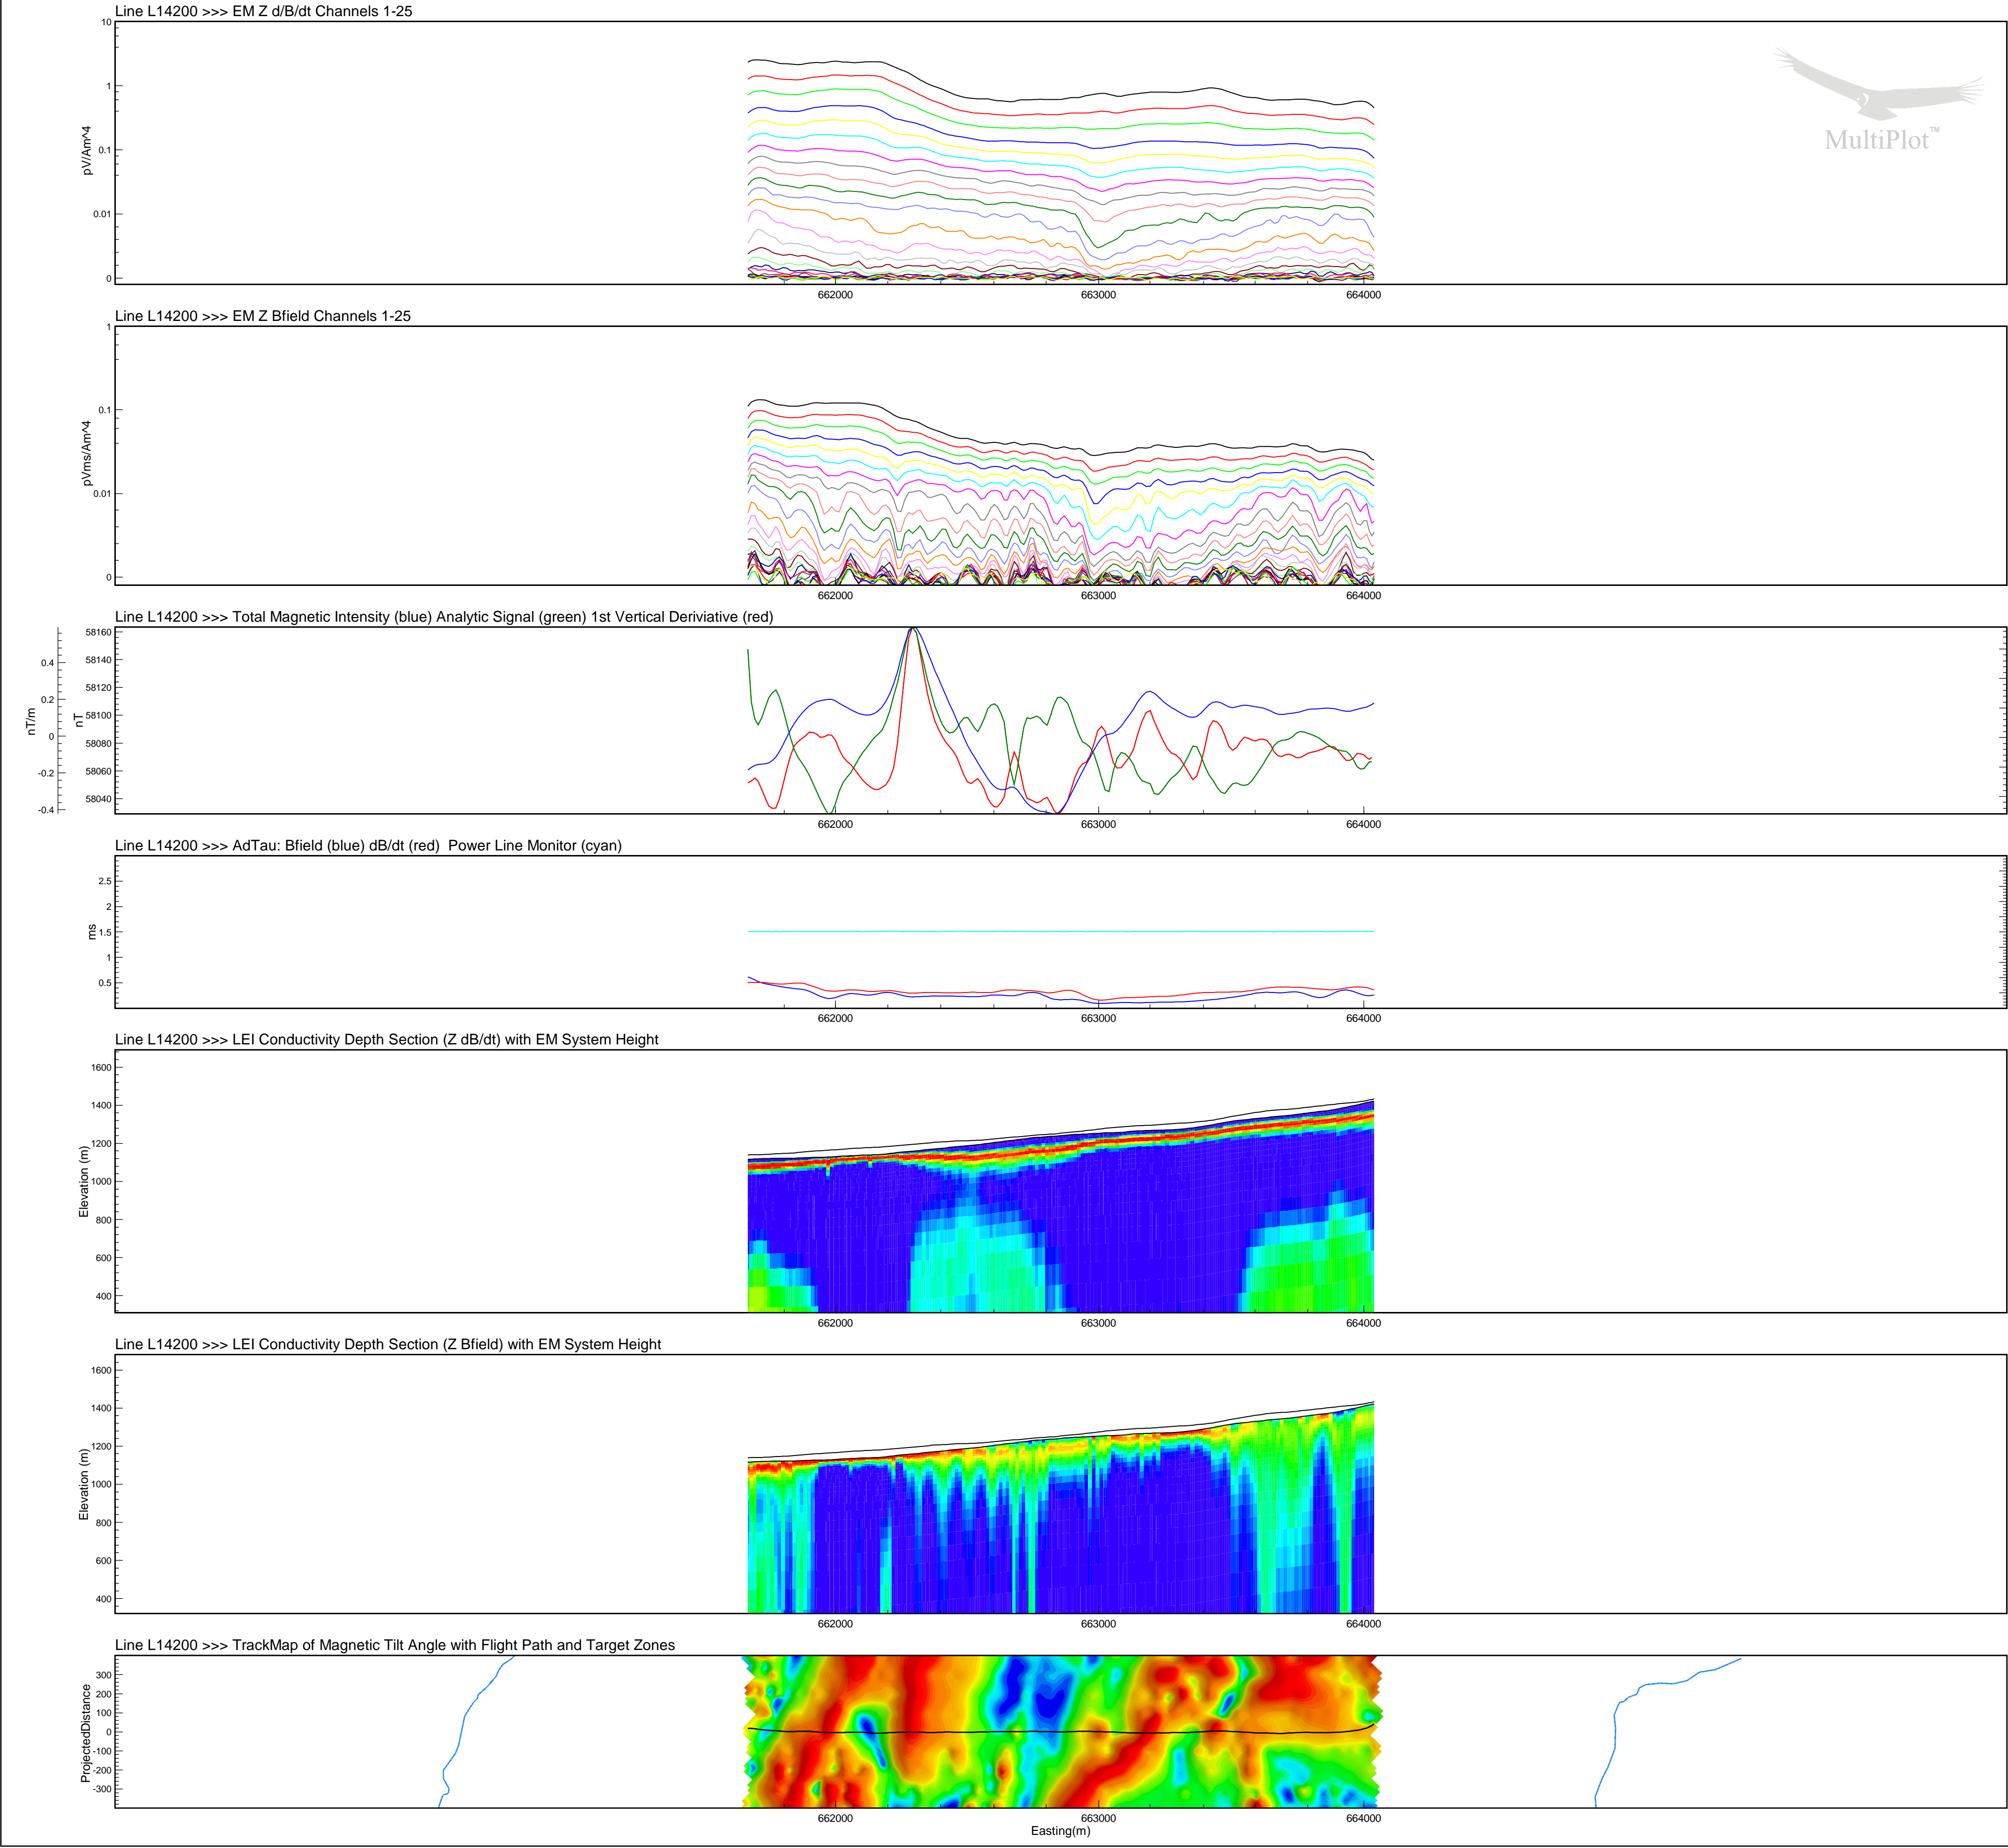 Line L14200 >>> EM Z d/B/dt Channels 1-25
10
1
0.1
0.01
0
pV/Am^4
662000 663000 664000
MultiPlot™
Line L14200 >>> EM Z Bfield Channels 1-25
1
0.1
0.01
0
pVms/Am^4
662000 663000 664000
Line L14200 >>> Total Magnetic Intensity (blue) Analytic Signal (green) 1st Vertical Deriviative (red)
0.4
0.2
0
-0.2
-0.4
nT/m
58160
58140
58120
58100
58080
58060
58040
nT
662000 663000 664000
Line L14200 >>> AdTau: Bfield (blue) dB/dt (red) Power Line Monitor (cyan)
2.5
2
1.5
1
0.5
ms
662000 663000 664000
Line L14200 >>> LEI Conductivity Depth Section (Z dB/dt) with EM System Height
1600
1400
1200
1000
800
600
400
Elevation (m)
662000 663000 664000
Line L14200 >>> LEI Conductivity Depth Section (Z Bfield) with EM System Height
1600
1400
1200
1000
800
600
400
Elevation (m)
662000 663000 664000
Line L14200 >>> TrackMap of Magnetic Tilt Angle with Flight Path and Target Zones
300
200
100
0
-100
-200
-300
ProjectedDistance
662000 663000 664000
Easting(m)